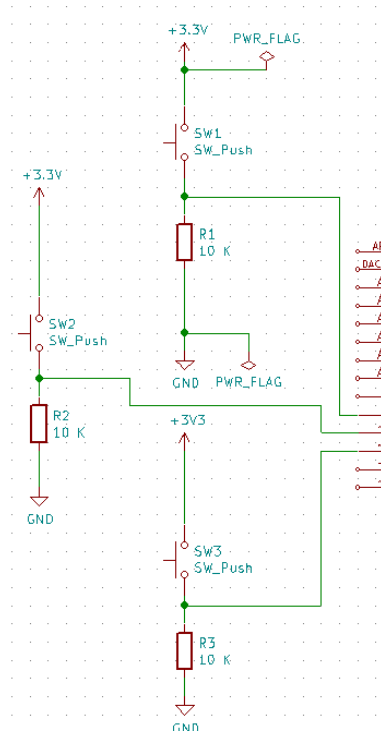 +3.3V
PWR_FLAG
SW1
SW_Push
+3.3V
R1
10 K
DAC
SW2
SW_Push
GND
PWR_FLAG
R2
10 K
+3V3
GND
SW3
SW_Push
R3
10 K
GND